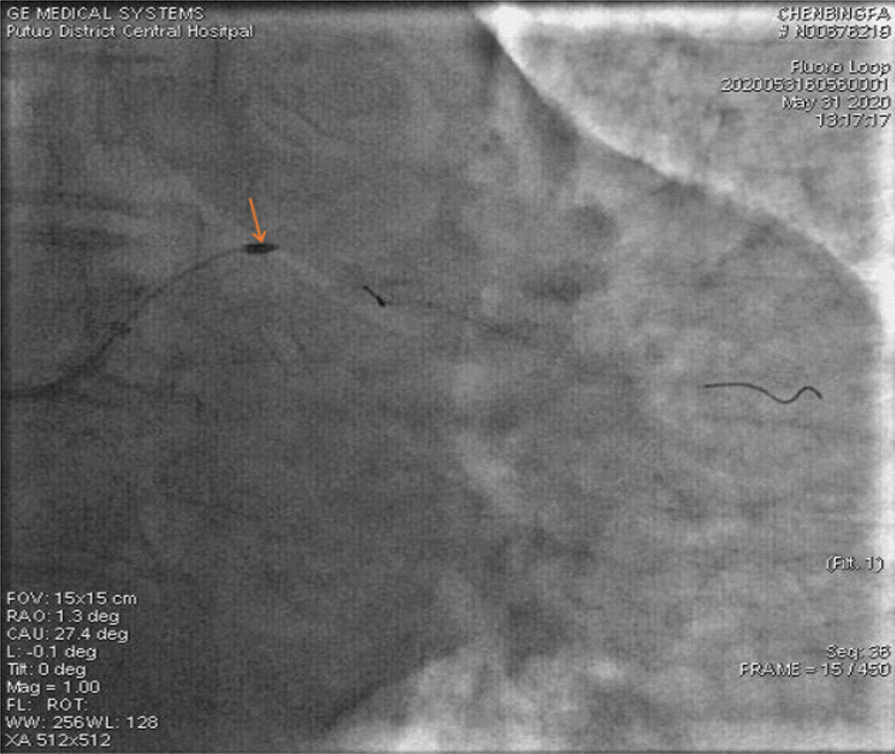 GE MEDICAL SYSTEMS
Putuo District Central Hositpal
CHENBINGFA
# N00676219
Fluoro Loop
2020053160560001
May 31 2020
13:17:17
FOV: 15x15 cm
RAO: 1.3 deg
CAU: 27.4 deg
L: -0.1 deg
Tilt: 0 deg
Mag = 1.00
FL: ROT:
WW: 256WL: 128
XA 512x512
(Filt. 1)
Seq: 36
FRAME = 15 / 450